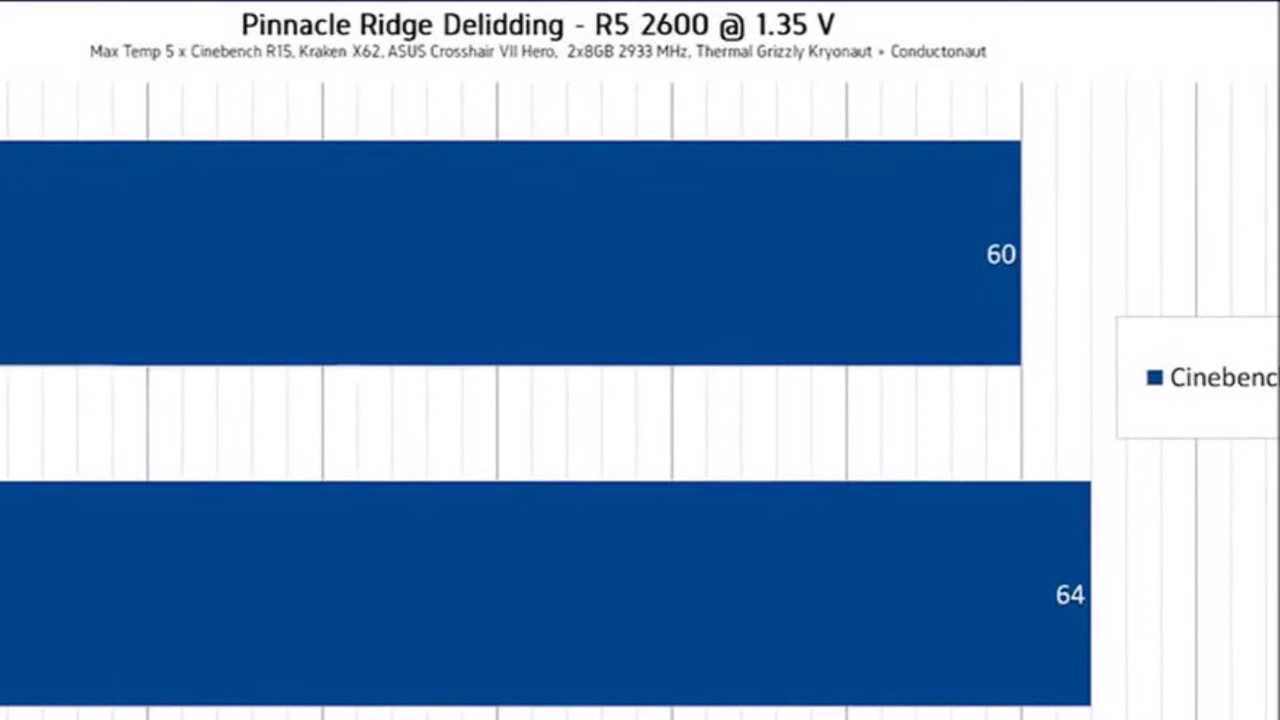 Pinnacle Ridge Delidding - R5 2600 @ 1.35 V
Max Temp 5 x Cinebench R15, Kraken X62, ASUS Crosshair VII Hero, 2x8GB 2933 MHz, Thermal Grizzly Kryonaut + Conductonaut
60
Cinebenc
64